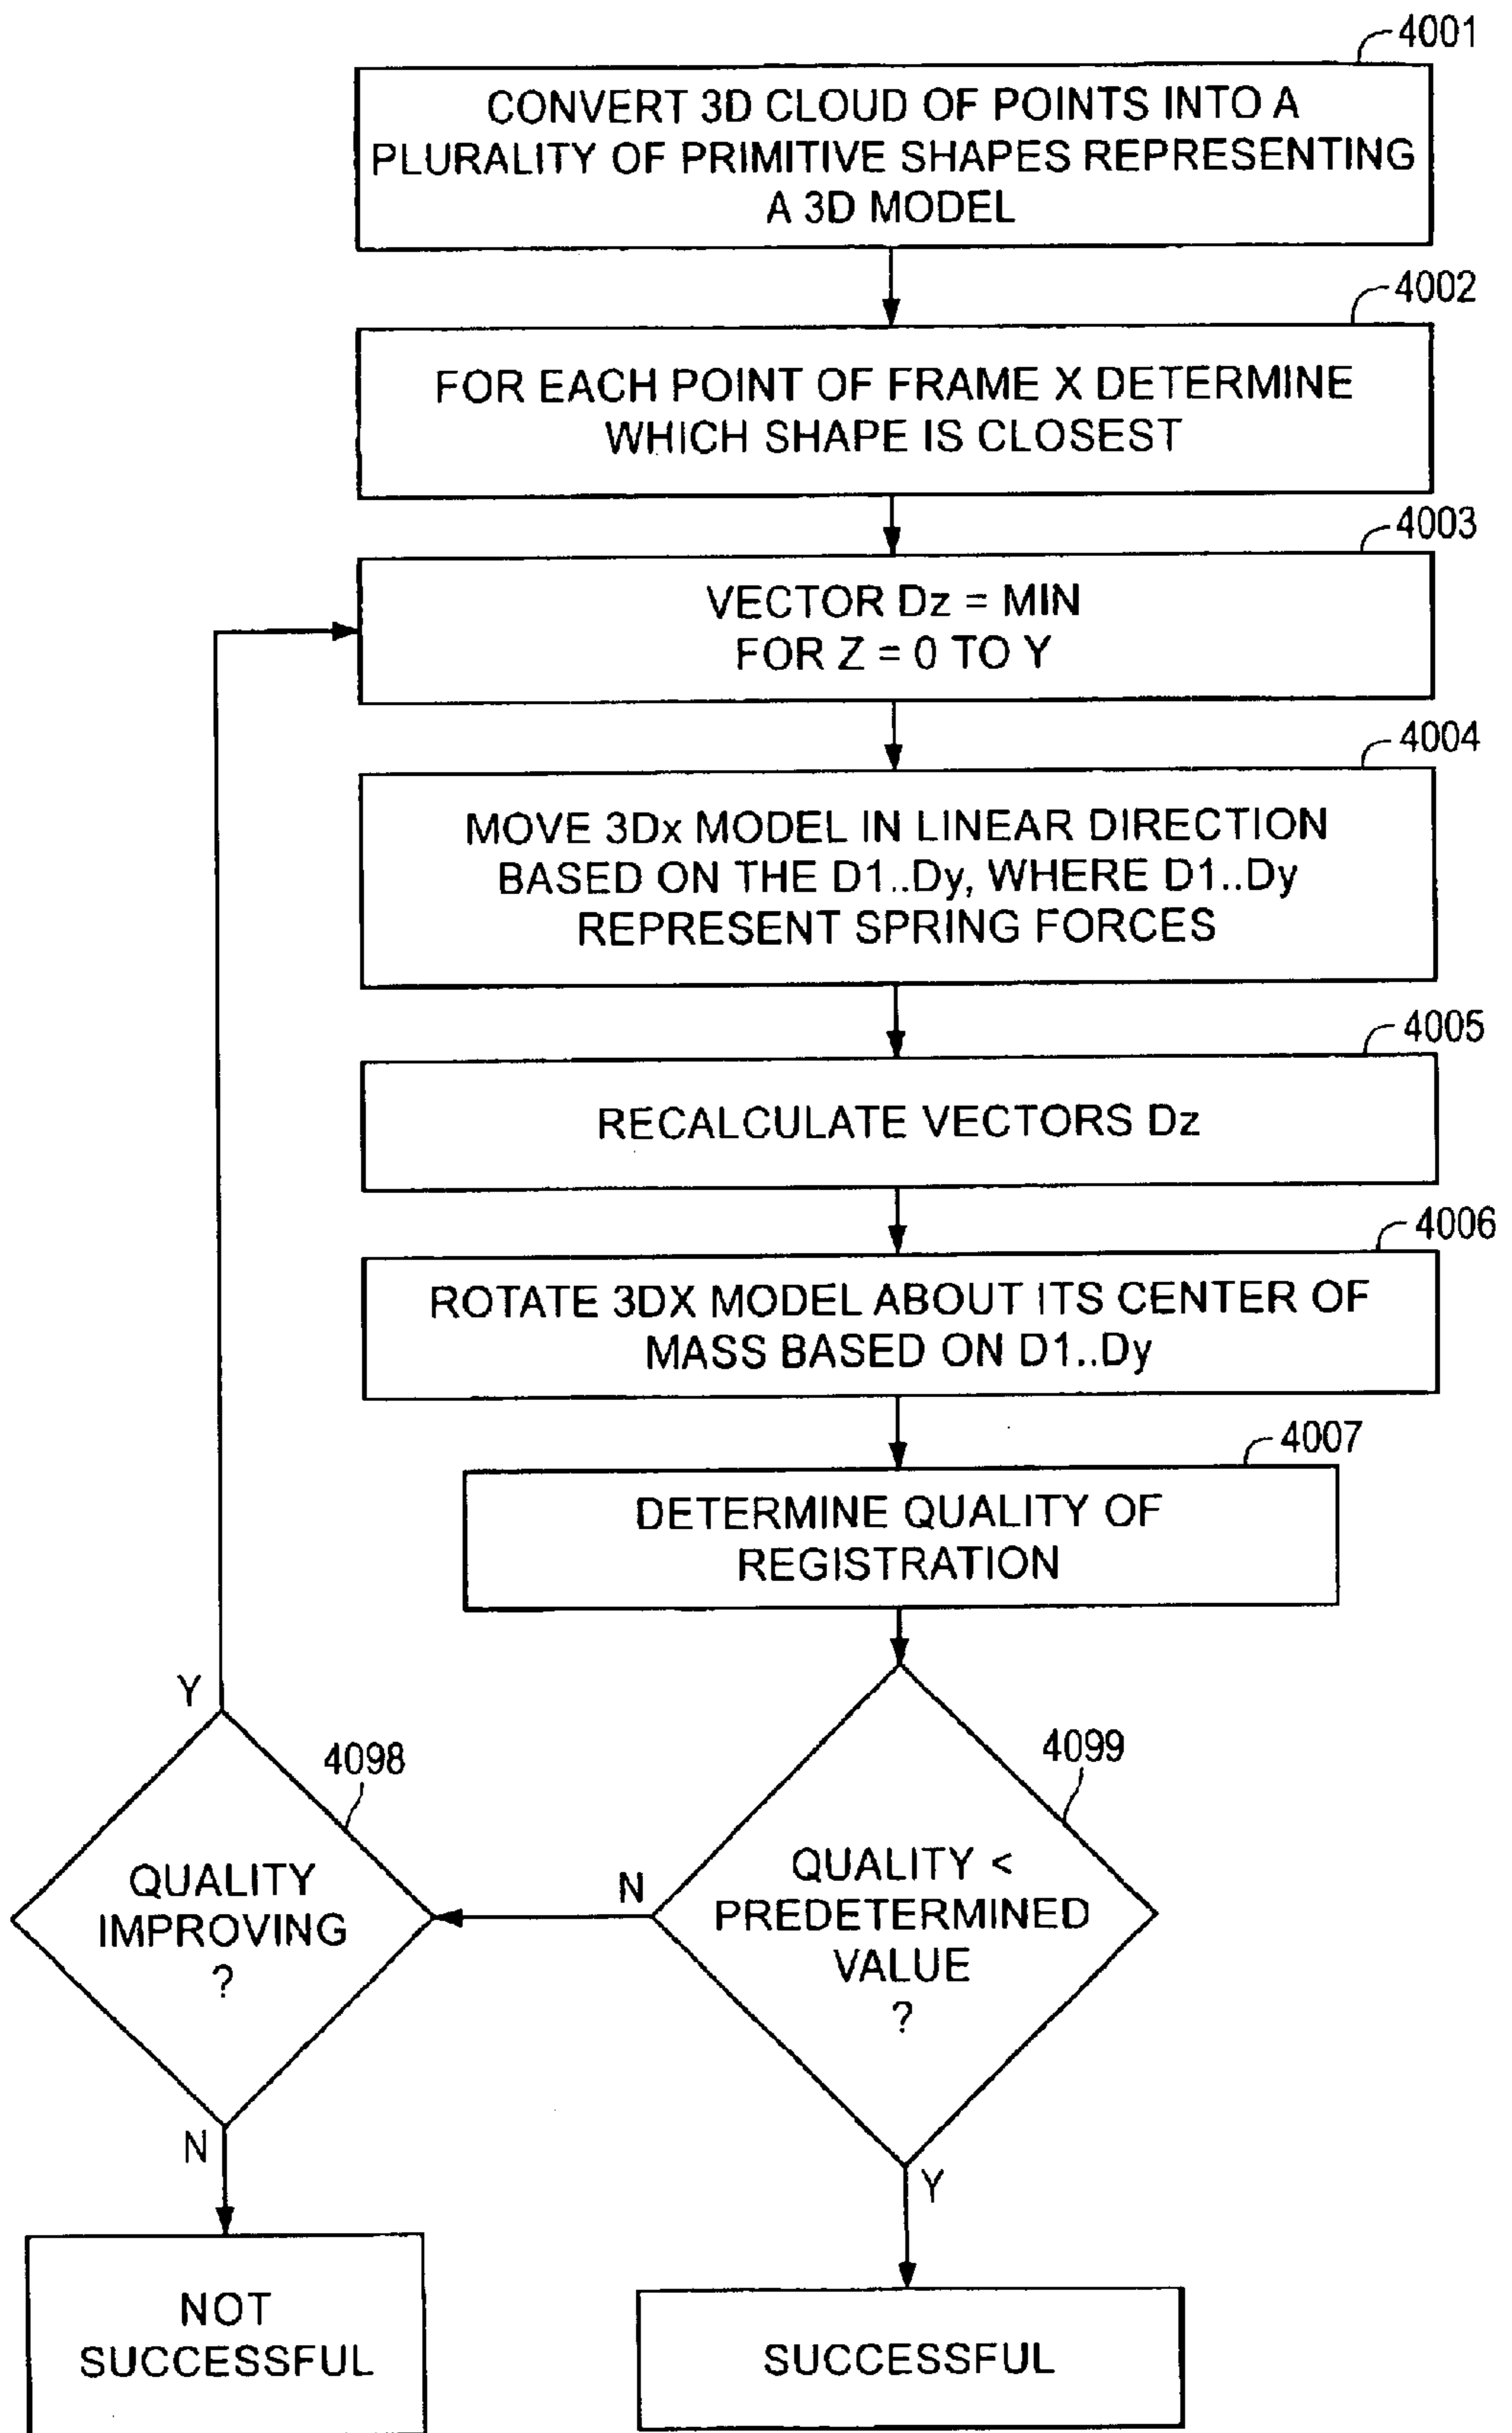 4001
CONVERT 3D CLOUD OF POINTS INTO A
PLURALITY OF PRIMITIVE SHAPES REPRESENTING
A 3D MODEL
4002
FOR EACH POINT OF FRAME X DETERMINE
WHICH SHAPE IS CLOSEST
4003
VECTOR Dz = MIN
FOR Z = 0 TO Y
4004
MOVE 3Dx MODEL IN LINEAR DIRECTION
BASED ON THE D1..Dy, WHERE D1..Dy
REPRESENT SPRING FORCES
4005
RECALCULATE VECTORS Dz
4006
ROTATE 3DX MODEL ABOUT ITS CENTER OF
MASS BASED ON D1..Dy
4007
DETERMINE QUALITY OF
REGISTRATION
4099
QUALITY <
PREDETERMINED
VALUE
?
N
Y
4098
QUALITY
IMPROVING
?
Y
N
NOT
SUCCESSFUL
SUCCESSFUL